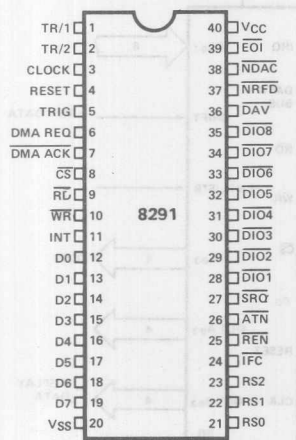 TR/1 1 40 VCC
TR/2 2 39 EOI
CLOCK 3 38 NDAC
RESET 4 37 NRFD
TRIG 5 36 DAV
DMA REQ 6 35 DIO8
DMA ACK 7 34 DIO7
CS 8 33 DIO6
RD 9 32 DIO5
WR 10 8291 31 DIO4
INT 11 30 DIO3
D0 12 29 DIO2
D1 13 28 DIO1
D2 14 27 SRQ
D3 15 26 ATN
D4 16 25 REN
D5 17 24 IFC
D6 18 23 RS2
D7 19 22 RS1
VSS 20 21 RS0